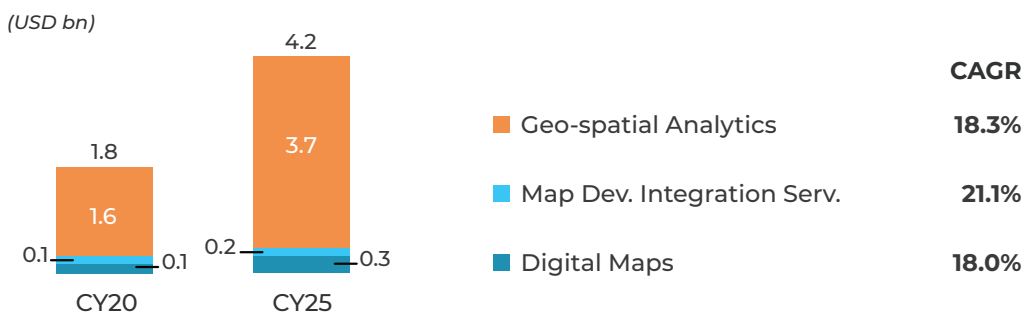 (USD bn)
4.2
1.8
3.7
1.6
0.1
0.1
0.2
0.3
CY20
CY25
CAGR
Geo-spatial Analytics 18.3%
Map Dev. Integration Serv. 21.1%
Digital Maps 18.0%